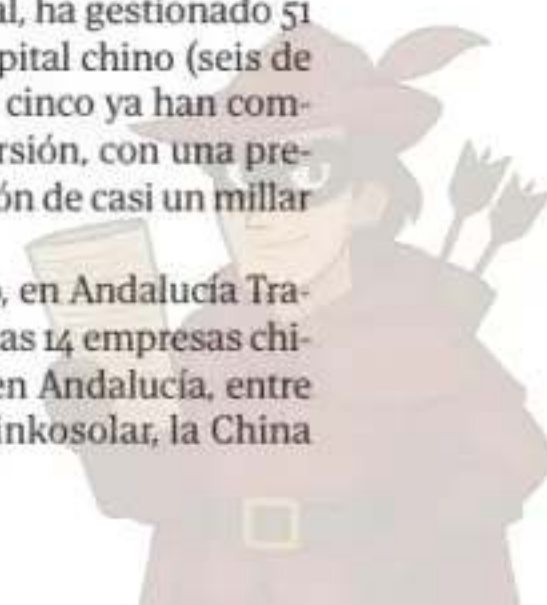 al, ha gestionado 51
pital chino (seis de
cinco ya han com-
rsión, con una pre-
ón de casi un millar
, en Andalucía Tra-
as 14 empresas chi-
en Andalucía, entre
inkosolar, la China